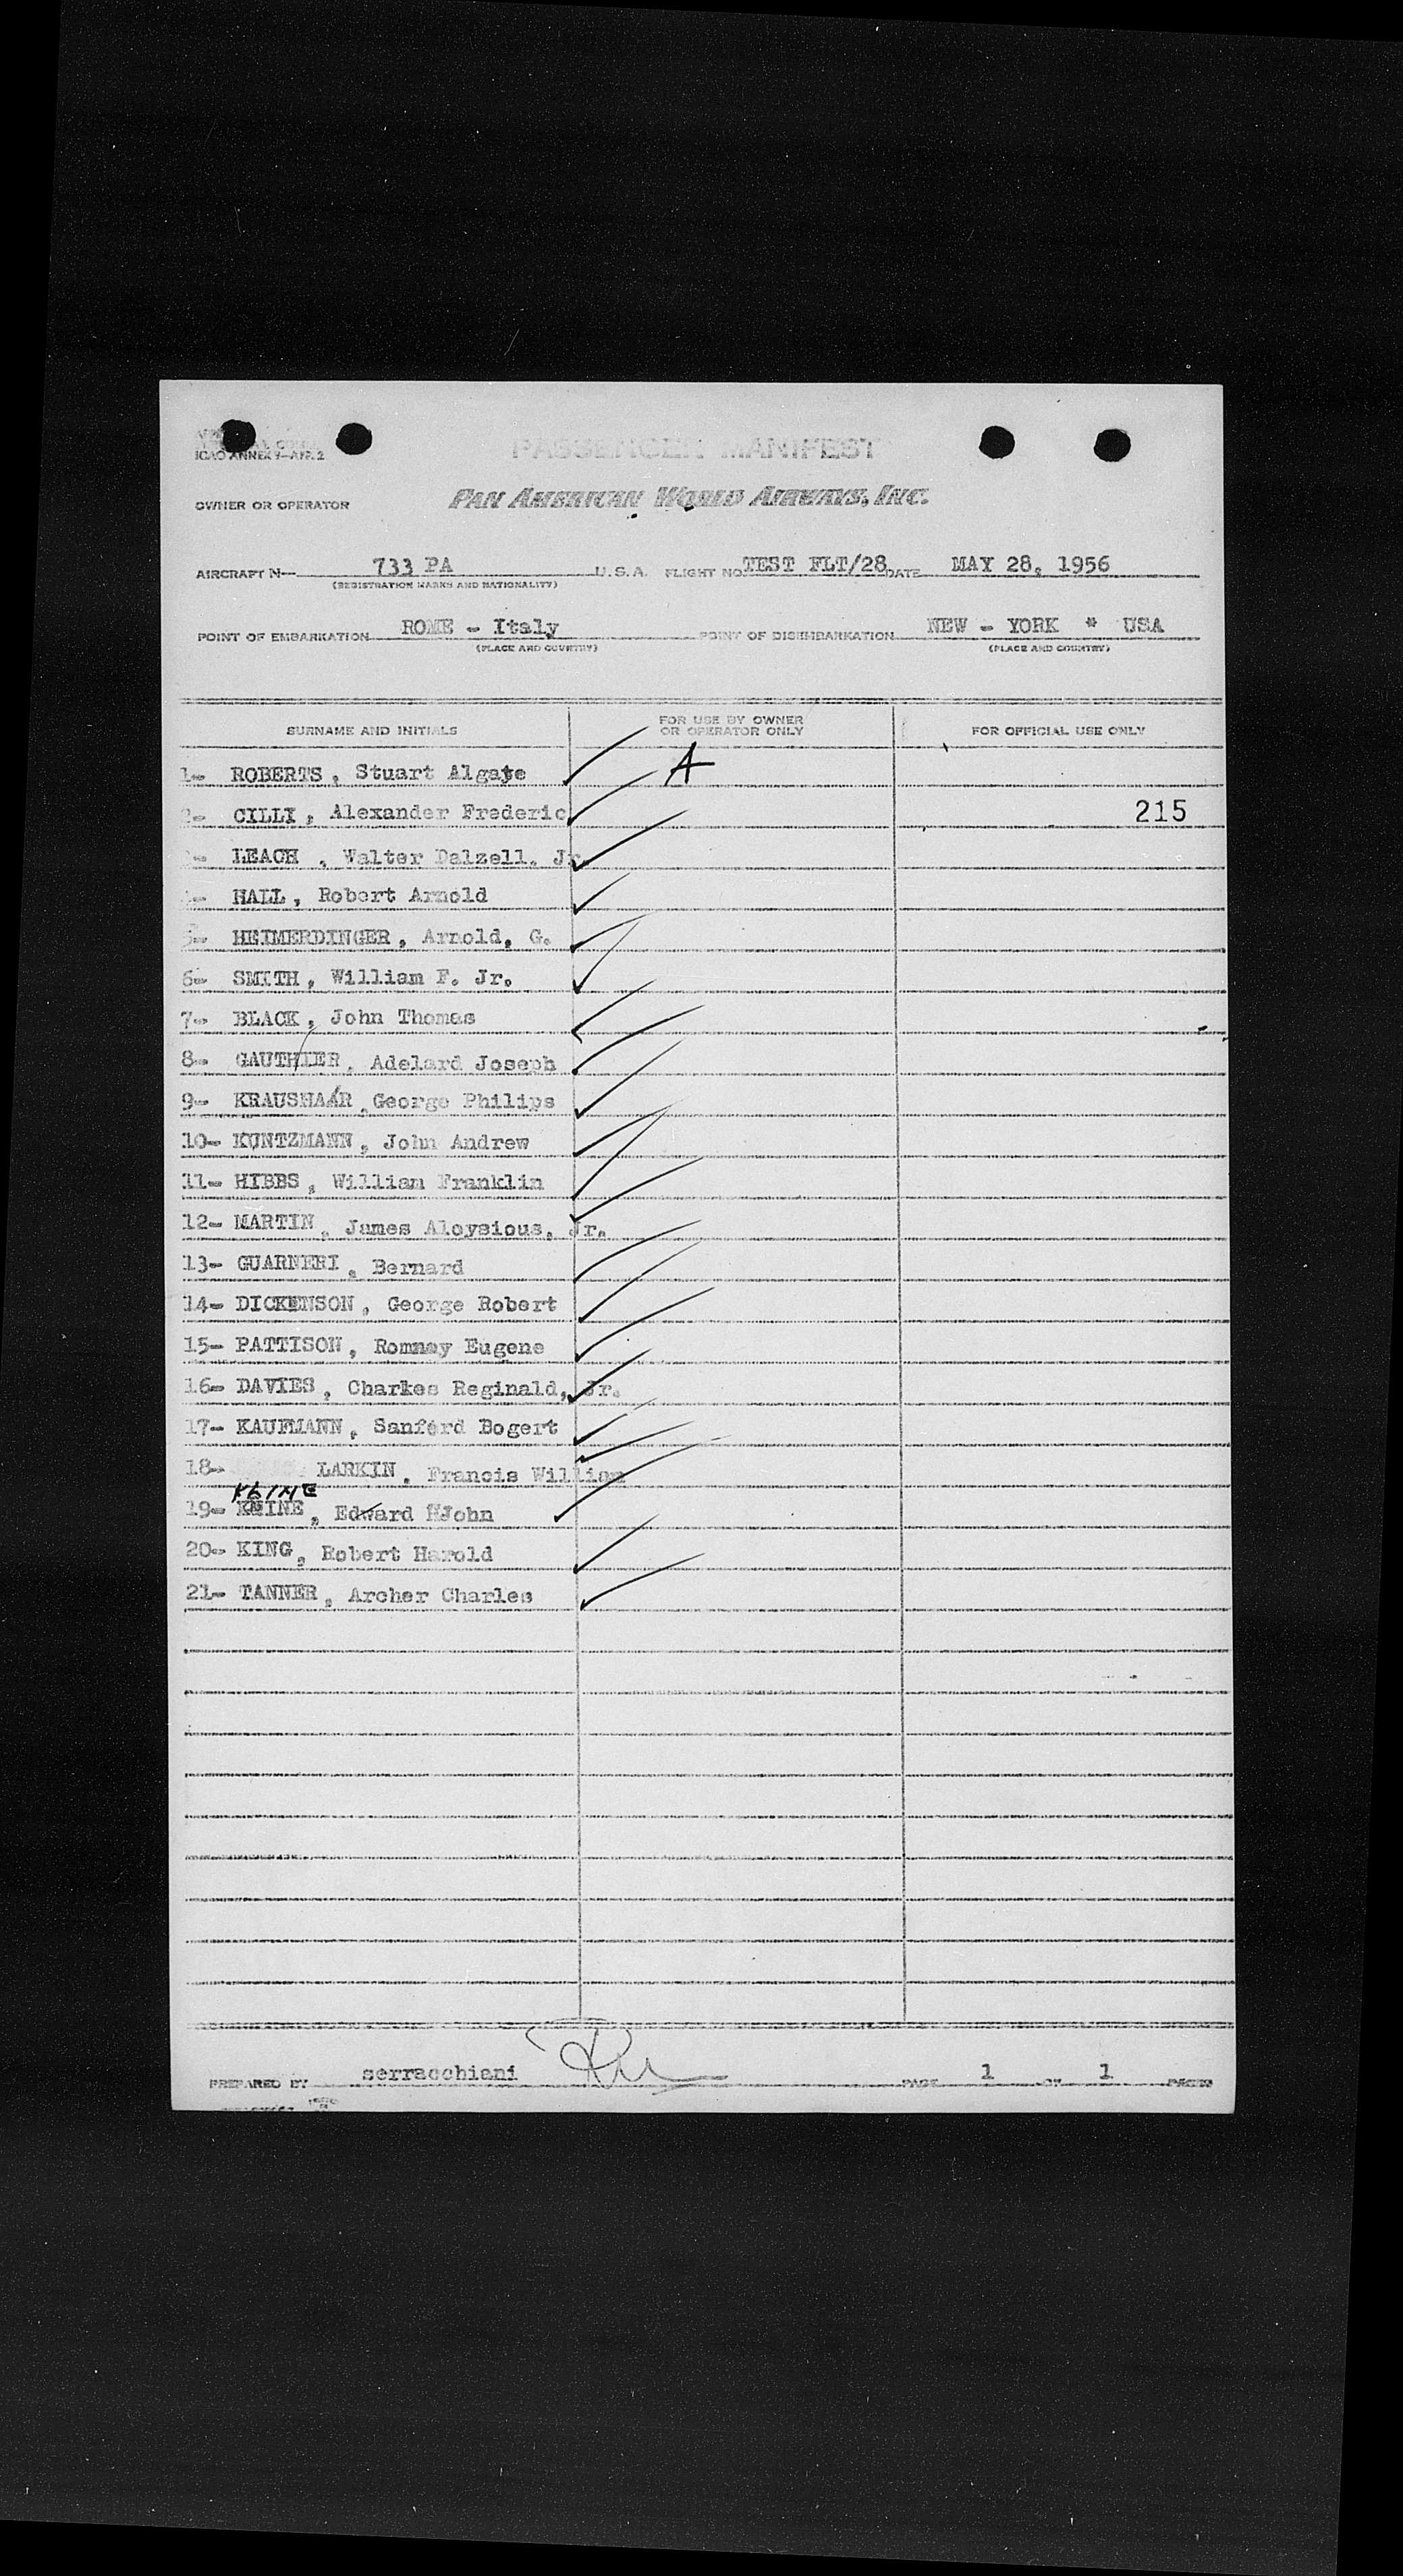 ICAO ANNEX 9—APP. 2
PASSENGER MANIFEST
OWNER OR OPERATOR PAN AMERICAN WORLD AIRWAYS, INC.
AIRCRAFT N— 733 PA U.S.A. FLIGHT NO TEST FLT/28 DATE MAY 28, 1956
(REGISTRATION MARKS AND NATIONALITY)
POINT OF EMBARKATION ROME - Italy POINT OF DISEMBARKATION NEW - YORK * USA
(PLACE AND COUNTRY) (PLACE AND COUNTRY)
SURNAME AND INITIALS FOR USE BY OWNER OR OPERATOR ONLY FOR OFFICIAL USE ONLY
1- ROBERTS, Stuart Algate A
2- CILLI, Alexander Frederic 215
LEACH , Walter Dalzell. Jr.
HALL, Robert Arnold
5- HEIMERDINGER, Arnold, G.
6- SMITH, William F. Jr.
7- BLACK, John Thomas
8- GAUTHIER, Adelard Joseph
9- KRAUSHAAR, George Philips
10- KUNTZMANN, John Andrew
11- HIBBS, William Franklin
12- MARTIN, James Aloysious, Jr.
13- GUARNERI, Bernard
14- DICKENSON, George Robert
15- PATTISON, Romney Eugene
16- DAVIES, Charles Reginald, Jr.
17- KAUFMANN, Sanford Bogert
18- LARKIN, Francis William
KLINE
19- KEINE, Edward HJohn
20- KING, Robert Harold
21- TANNER, Archer Charles
PREPARED BY serracchiani PAGE 1 OF 1 PAGES